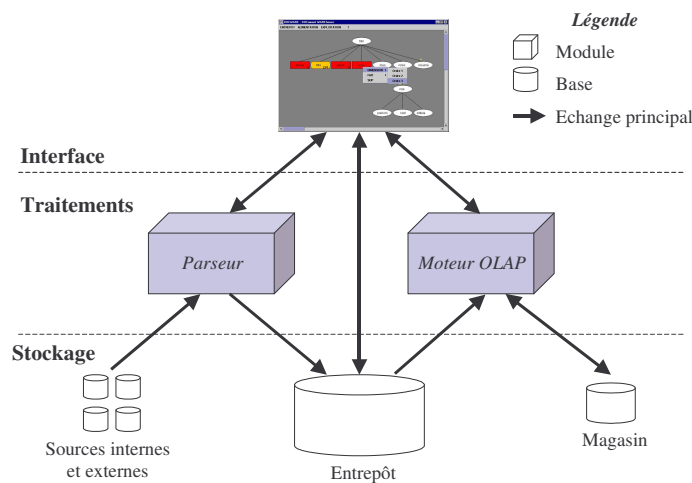 Légende
Module
Base
Echange principal
Interface
Traitements
Parseur
Moteur OLAP
Stockage
Sources internes
et externes
Entrepôt
Magasin